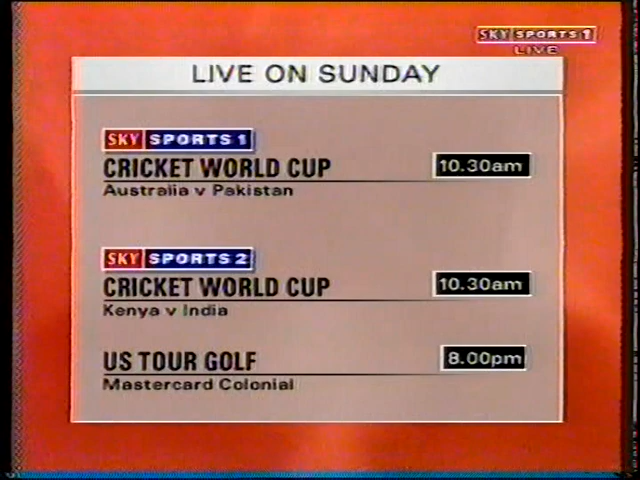 SKY SPORTS 1
LIVE
LIVE ON SUNDAY
SKY SPORTS 1
CRICKET WORLD CUP 10.30am
Australia v Pakistan
SKY SPORTS 2
CRICKET WORLD CUP 10.30am
Kenya v India
US TOUR GOLF 8.00pm
Mastercard Colonial